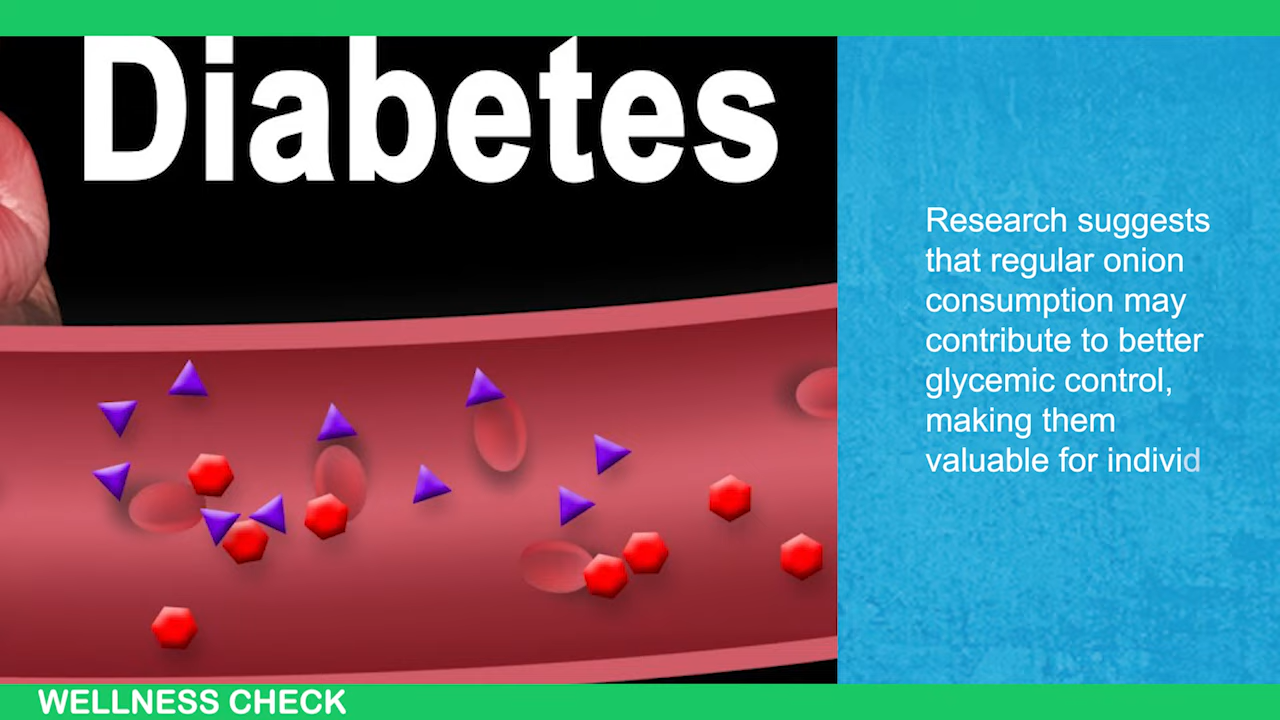 Diabetes
Research suggests
that regular onion
consumption may
contribute to better
glycemic control,
making them
valuable for individ
WELLNESS CHECK